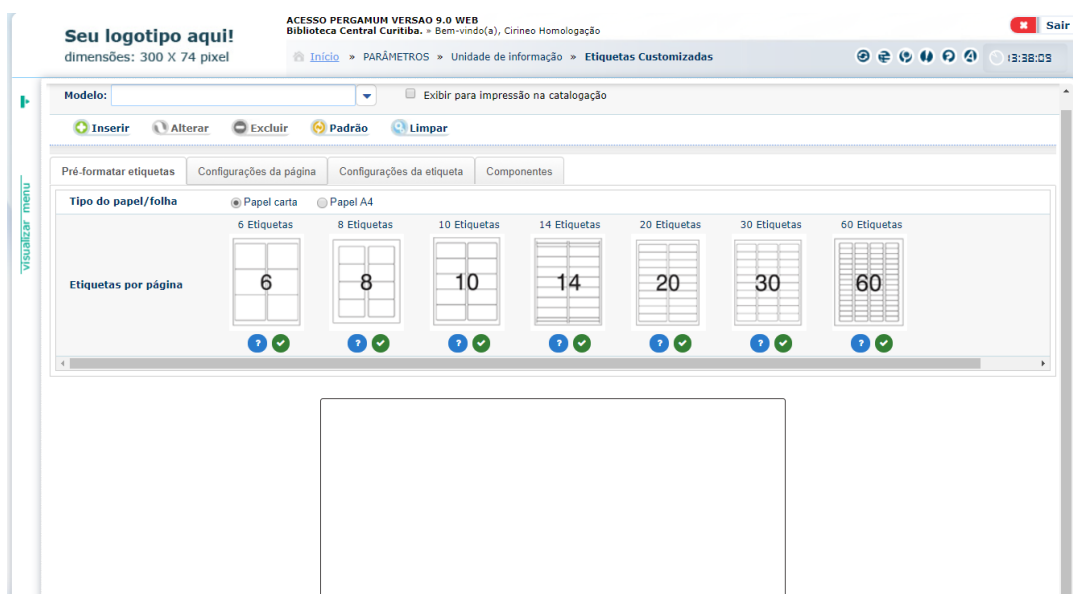 ACESSO PERGAMUM VERSAO 9.0 WEB
Biblioteca Central Curitiba. » Bem-vindo(a), Cirineo Homologação
Sair
Seu logotipo aqui!
dimensões: 300 X 74 pixel
Início » PARÂMETROS » Unidade de informação » Etiquetas Customizadas
13:38:09
visualizar menu
Modelo:
Exibir para impressão na catalogação
Inserir Alterar Excluir Padrão Limpar
Pré-formatar etiquetas Configurações da página Configurações da etiqueta Componentes
Tipo do papel/folha Papel carta Papel A4
6 Etiquetas 8 Etiquetas 10 Etiquetas 14 Etiquetas 20 Etiquetas 30 Etiquetas 60 Etiquetas
Etiquetas por página 6 8 10 14 20 30 60
? ? ? ? ? ? ?